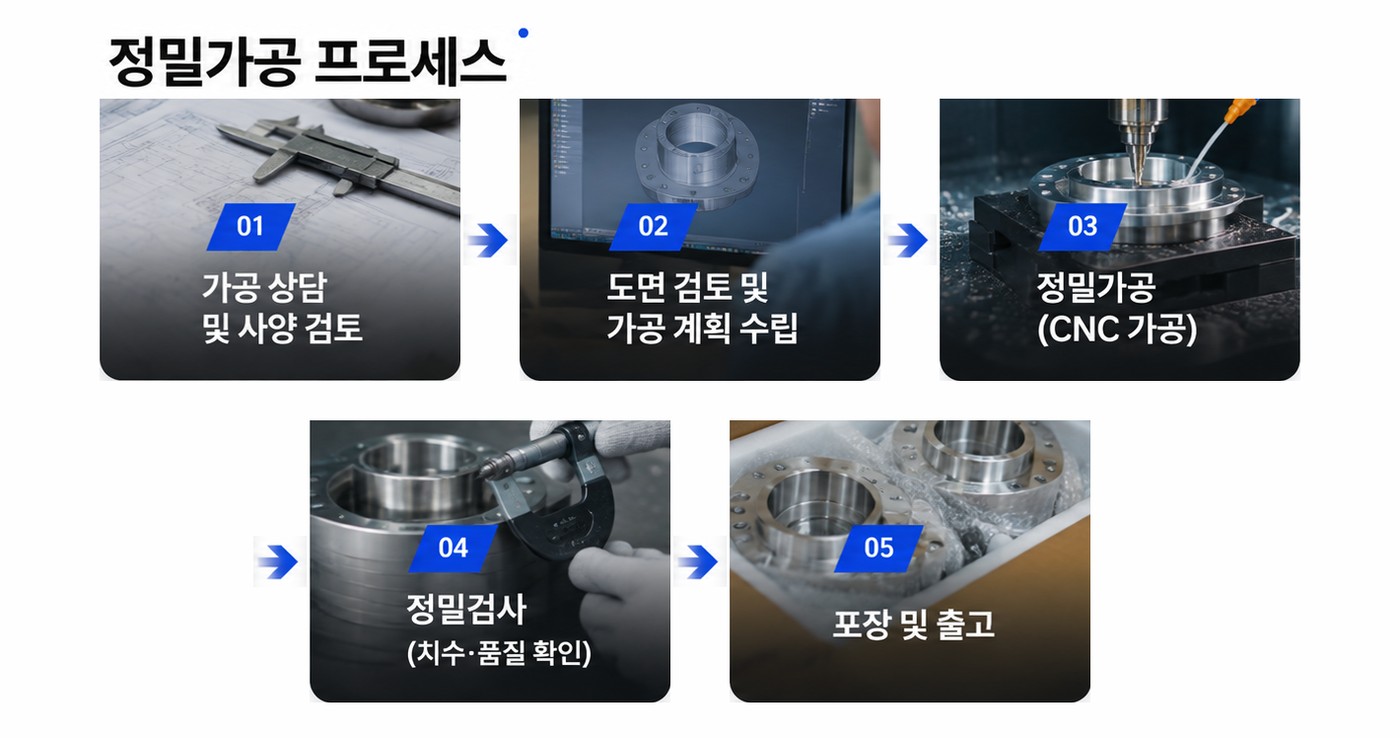 정밀가공 프로세스
01
가공 상담
및 사양 검토
02
도면 검토 및
가공 계획 수립
03
정밀가공
(CNC 가공)
04
정밀검사
(치수·품질 확인)
05
포장 및 출고